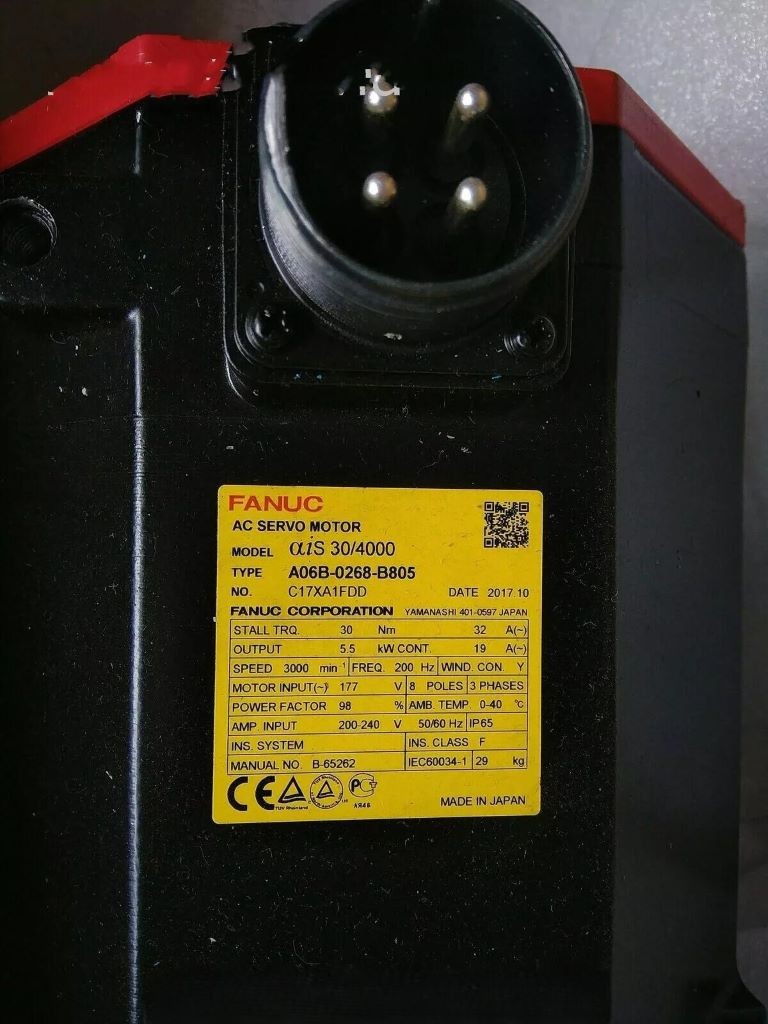 FANUC
AC SERVO MOTOR
MODEL αiS 30/4000
TYPE A06B-0268-B805
NO. C17XA1FDD DATE 2017.10
FANUC CORPORATION YAMANASHI 401-0597 JAPAN
STALL TRQ. 30 Nm 32 A(~)
OUTPUT 5.5 kW CONT. 19 A(~)
SPEED 3000 min⁻¹ FREQ. 200 Hz WIND. CON. Y
MOTOR INPUT(~) 177 V 8 POLES 3 PHASES
POWER FACTOR 98 % AMB. TEMP. 0-40 °C
AMP. INPUT 200-240 V 50/60 Hz IP65
INS. SYSTEM INS. CLASS F
MANUAL NO. B-65262 IEC60034-1 29 kg
CE TUV Rheinland PC АЯ46
MADE IN JAPAN